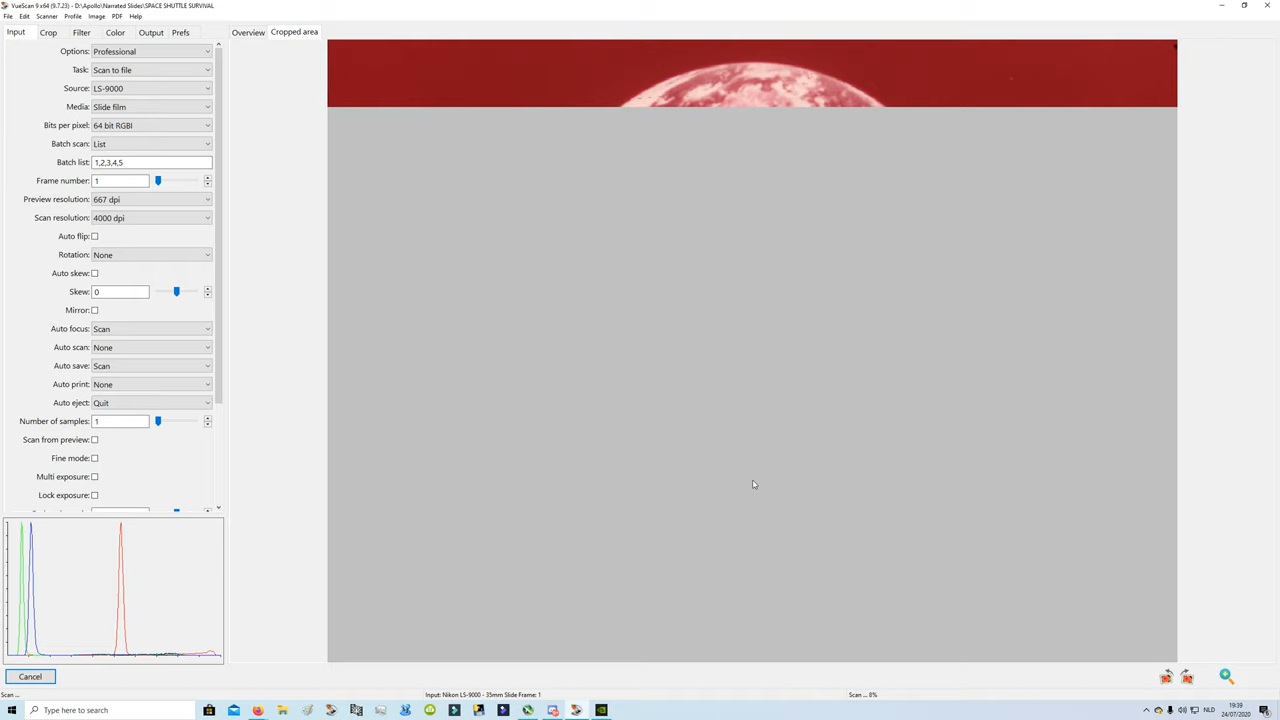 VueScan 9 x64 (9.7.23) - D:\Apollo\Narrated Slides\SPACE SHUTTLE SURVIVAL
File Edit Scanner Profile Image PDF Help
Input Crop Filter Color Output Prefs Overview Cropped area
Options: Professional
Task: Scan to file
Source: LS-9000
Media: Slide film
Bits per pixel: 64 bit RGBI
Batch scan: List
Batch list: 1,2,3,4,5
Frame number: 1
Preview resolution: 667 dpi
Scan resolution: 4000 dpi
Auto flip:
Rotation: None
Auto skew:
Skew: 0
Mirror:
Auto focus: Scan
Auto scan: None
Auto save: Scan
Auto print: None
Auto eject: Quit
Number of samples: 1
Scan from preview:
Fine mode:
Multi exposure:
Lock exposure:
Cancel
Scan ... Input: Nikon LS-9000 - 35mm Slide Frame: 1 Scan ... 8%
Type here to search
NLD
19:39
24/07/2020